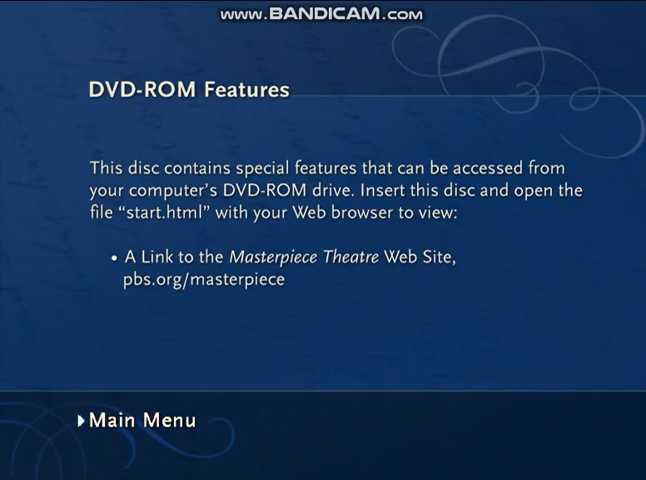 www.BANDICAM.com
DVD-ROM Features
This disc contains special features that can be accessed from
your computer's DVD-ROM drive. Insert this disc and open the
file “start.html” with your Web browser to view:
• A Link to the Masterpiece Theatre Web Site,
pbs.org/masterpiece
Main Menu